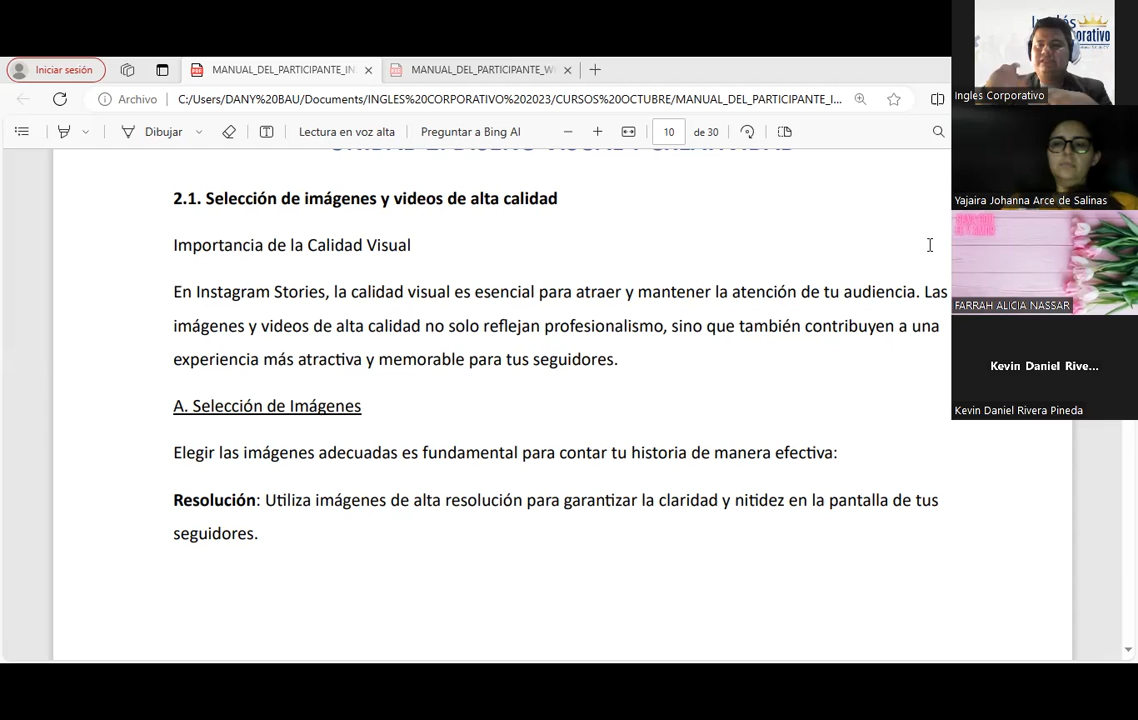 Iniciar sesión
MANUAL_DEL_PARTICIPANTE_IN
MANUAL_DEL_PARTICIPANTE_W
Archivo
C:/Users/DANY%20BAU/Documents/INGLES%20CORPORATIVO%202023/CURSOS%20OCTUBRE/MANUAL_DEL_PARTICIPANTE_I...
Dibujar
Lectura en voz alta
Preguntar a Bing AI
10
de 30
2.1. Selección de imágenes y videos de alta calidad
Importancia de la Calidad Visual
En Instagram Stories, la calidad visual es esencial para atraer y mantener la atención de tu audiencia. Las
imágenes y videos de alta calidad no solo reflejan profesionalismo, sino que también contribuyen a una
experiencia más atractiva y memorable para tus seguidores.
A. Selección de Imágenes
Elegir las imágenes adecuadas es fundamental para contar tu historia de manera efectiva:
Resolución: Utiliza imágenes de alta resolución para garantizar la claridad y nitidez en la pantalla de tus
seguidores.
Ingles Corporativo
Yajaira Johanna Arce de Salinas
FARRAH ALICIA NASSAR
Kevin Daniel Rive...
Kevin Daniel Rivera Pineda